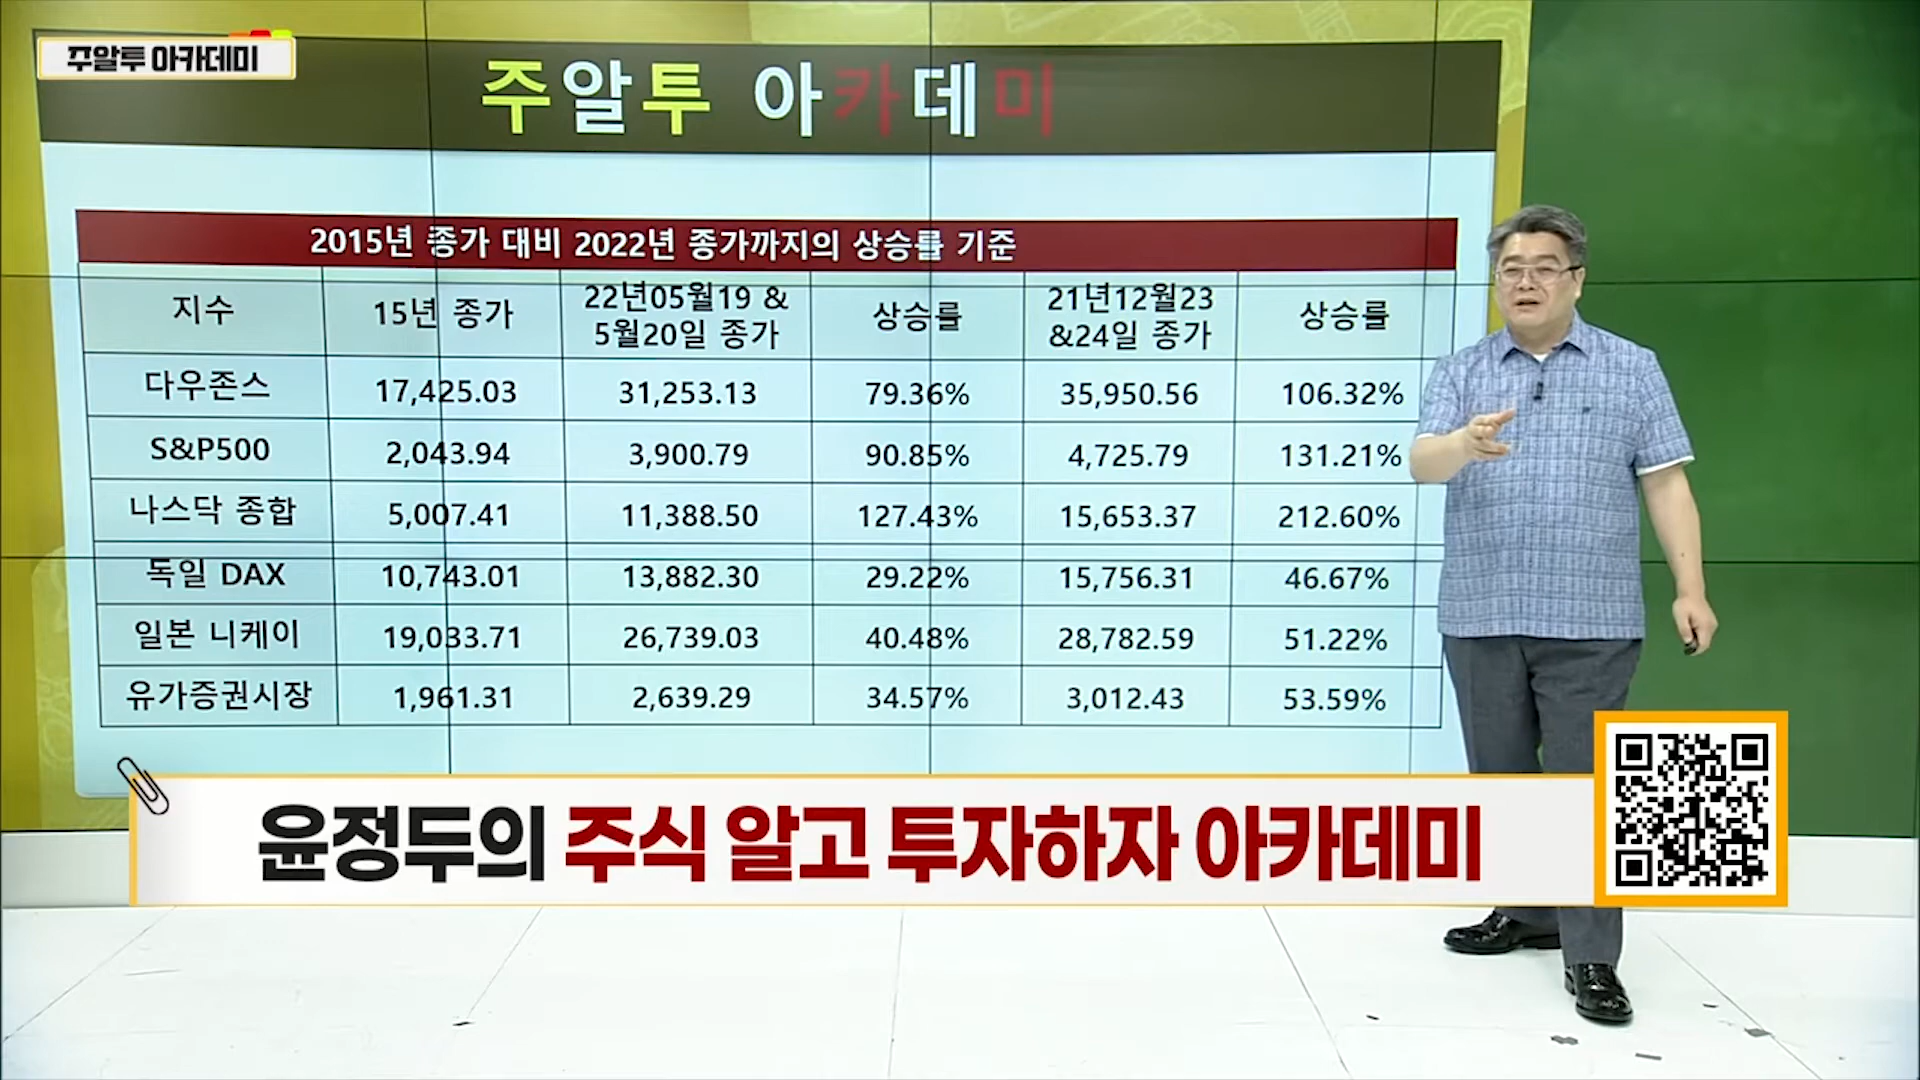 주알투 아카데미
주알투 아카데미
2015년 종가 대비 2022년 종가까지의 상승률 기준
지수 15년 종가 22년05월19 & 5월20일 종가 상승률 21년12월23 &24일 종가 상승률
다우존스 17,425.03 31,253.13 79.36% 35,950.56 106.32%
S&P500 2,043.94 3,900.79 90.85% 4,725.79 131.21%
나스닥 종합 5,007.41 11,388.50 127.43% 15,653.37 212.60%
독일 DAX 10,743.01 13,882.30 29.22% 15,756.31 46.67%
일본 니케이 19,033.71 26,739.03 40.48% 28,782.59 51.22%
유가증권시장 1,961.31 2,639.29 34.57% 3,012.43 53.59%
윤정두의 주식 알고 투자하자 아카데미